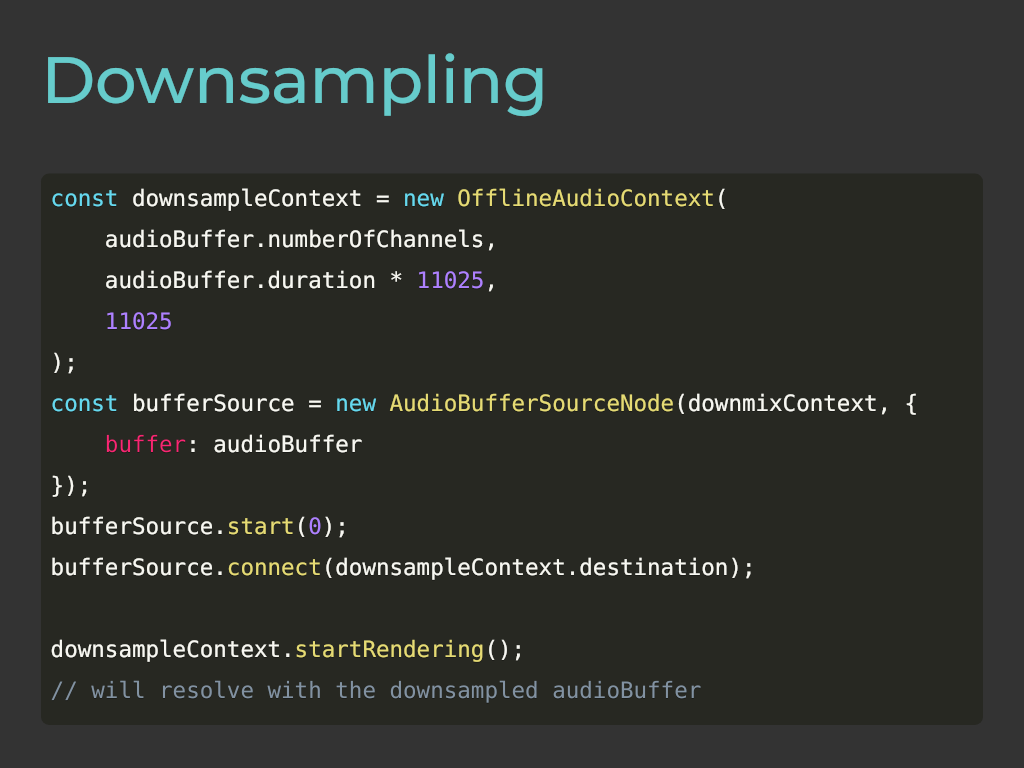 Downsampling
const downsampleContext = new OfflineAudioContext(
    audioBuffer.numberOfChannels,
    audioBuffer.duration * 11025,
    11025
);
const bufferSource = new AudioBufferSourceNode(downmixContext, {
    buffer: audioBuffer
});
bufferSource.start(0);
bufferSource.connect(downsampleContext.destination);

downsampleContext.startRendering();
// will resolve with the downsampled audioBuffer